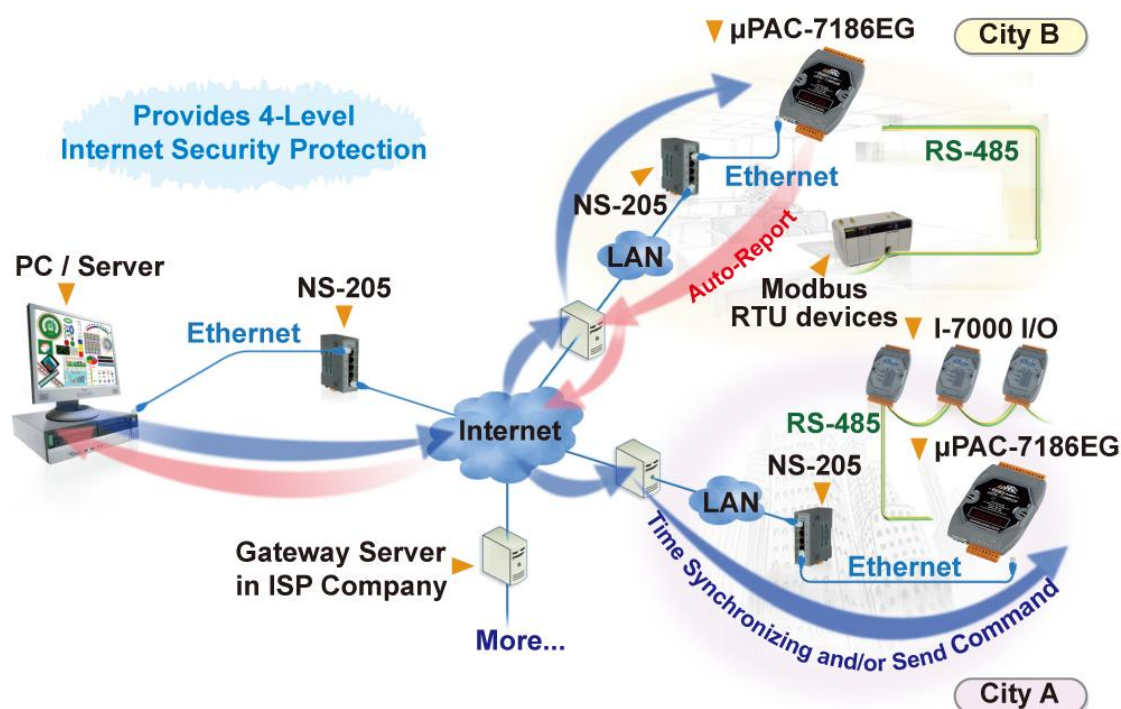 Provides 4-Level
Internet Security Protection
µPAC-7186EG
City B
RS-485
Ethernet
NS-205
LAN
Auto-Report
Modbus
RTU devices
PC / Server
NS-205
Ethernet
Internet
I-7000 I/O
RS-485
µPAC-7186EG
NS-205
LAN
Ethernet
Time Synchronizing and/or Send Command
Gateway Server
in ISP Company
More...
City A